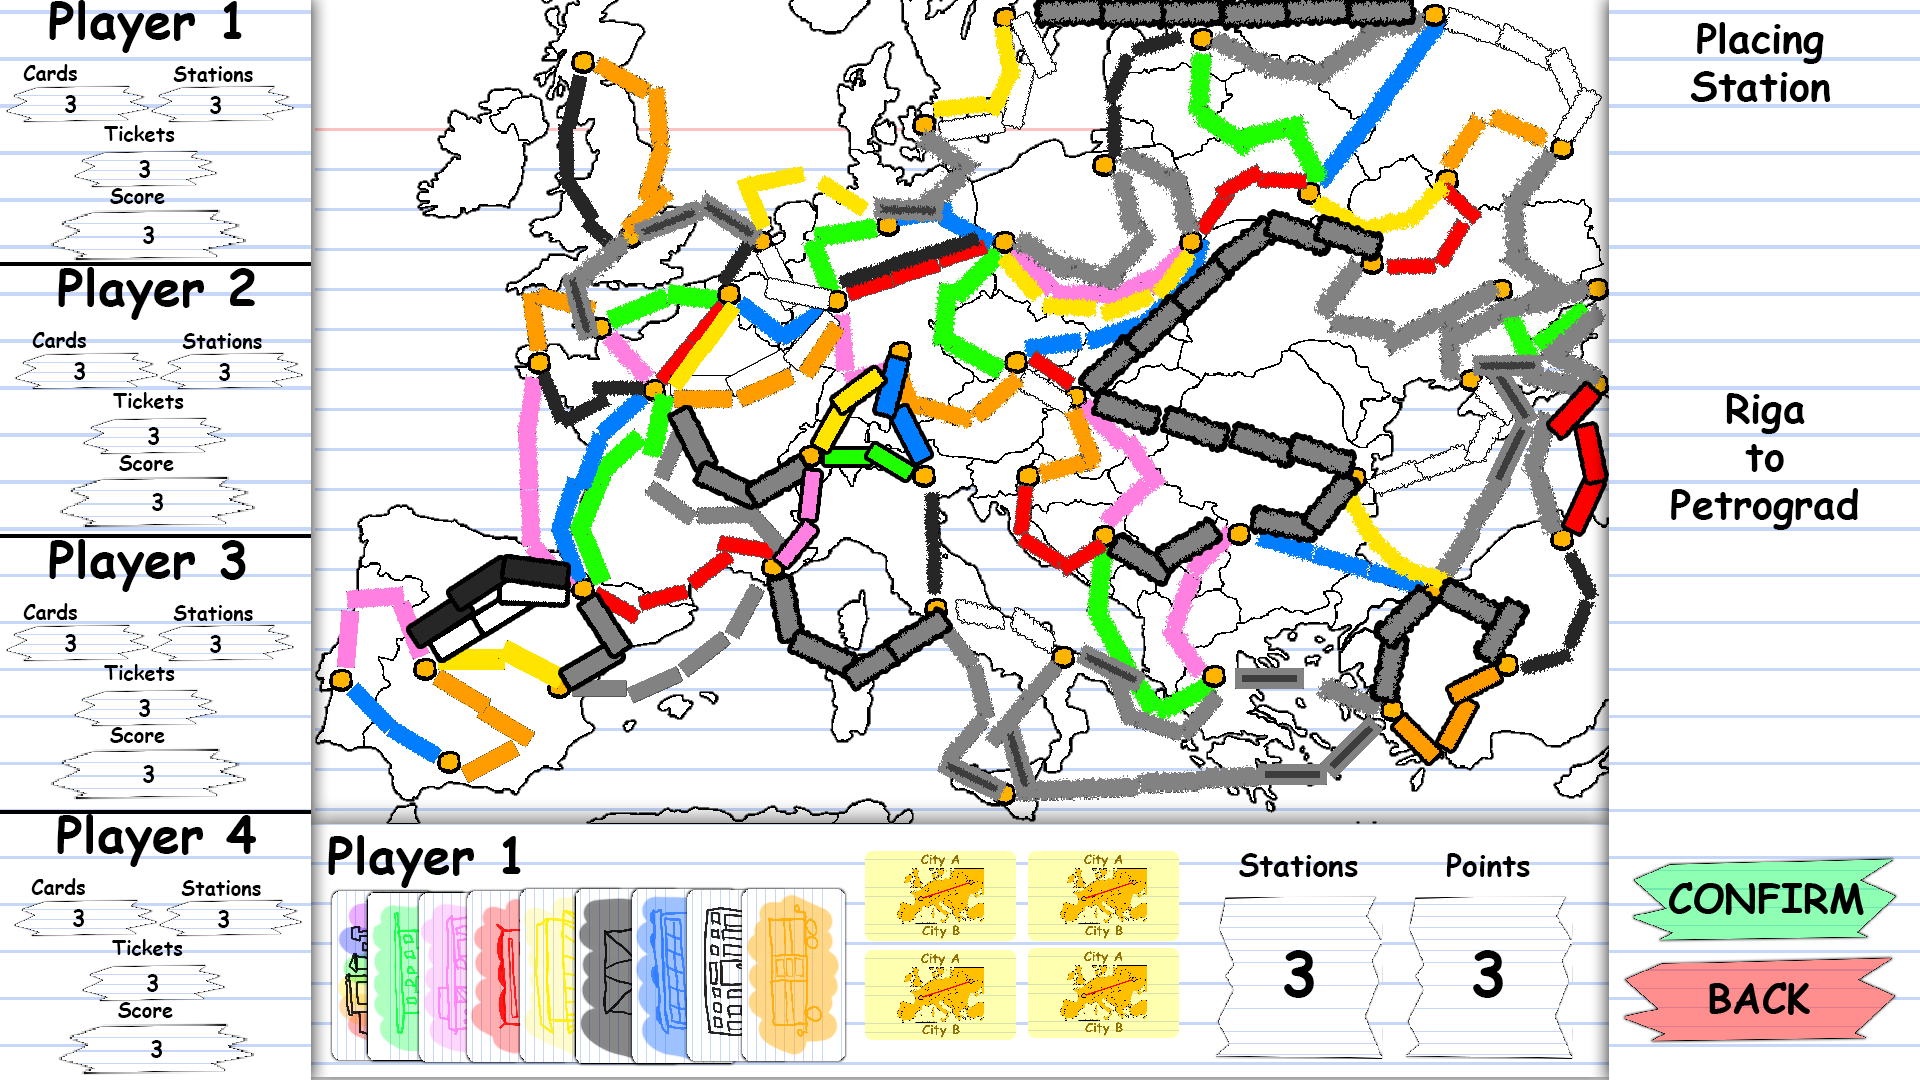 Player 1
Cards
Stations
3
3
Tickets
3
Score
3
Player 2
Cards
Stations
3
3
Tickets
3
Score
3
Player 3
Cards
Stations
3
3
Tickets
3
Score
3
Player 4
Cards
Stations
3
3
Tickets
3
Score
3
Player 1
City A
City B
City A
City B
City A
City B
City A
City B
Stations
3
Points
3
Placing
Station
Riga
to
Petrograd
CONFIRM
BACK